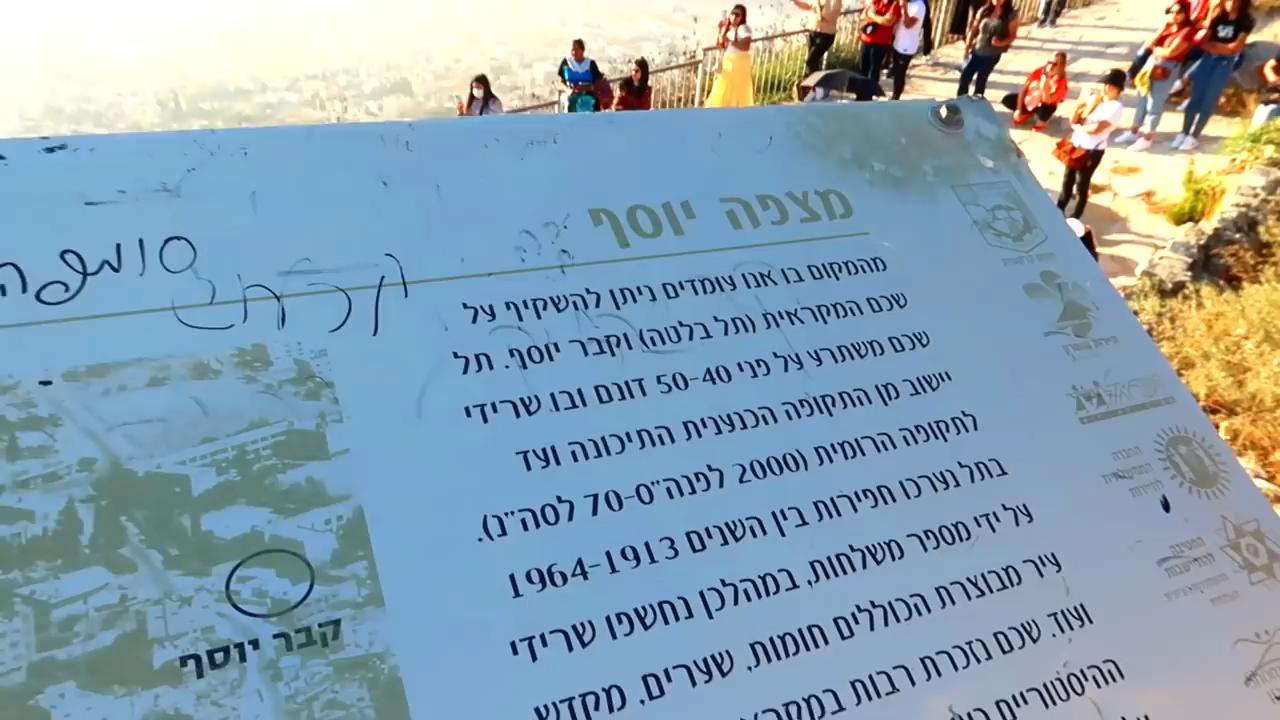 מצפה יוסף
מהמקום בו אנו עומדים ניתן להשקיף על
שכם המקראית (תל בלטה) וקבר יוסף. תל
שכם משתרע על פני 50-40 דונם ובו שרידי
יישוב מן התקופה הכנענית התיכונה ועד
לתקופה הרומית (2000 לפנה"ס-70 לסה"נ).
בתל נערכו חפירות בין השנים 1964-1913
על ידי מספר משלחות, במהלכן נחשפו שרידי
עיר מבוצרת הכוללים חומות, שערים, מקדש
ועוד. שכם נזכרת רבות
ההיסטוריים
קבר יוסף